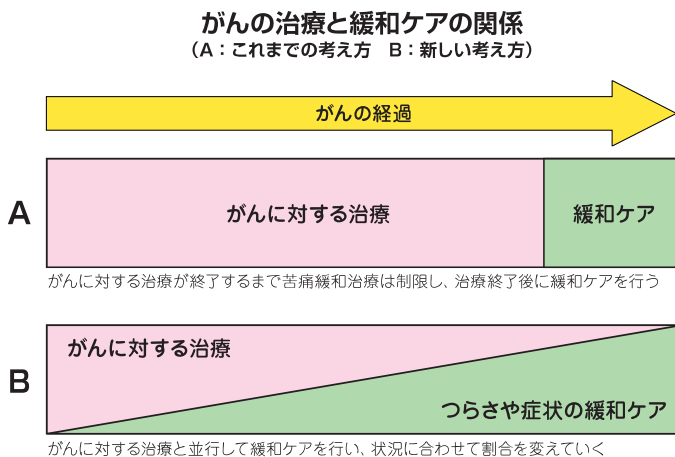 がんの治療と緩和ケアの関係
（A：これまでの考え方　B：新しい考え方）
がんの経過
A
がんに対する治療
緩和ケア
がんに対する治療が終了するまで苦痛緩和治療は制限し、治療終了後に緩和ケアを行う
B
がんに対する治療
つらさや症状の緩和ケア
がんに対する治療と並行して緩和ケアを行い、状況に合わせて割合を変えていく